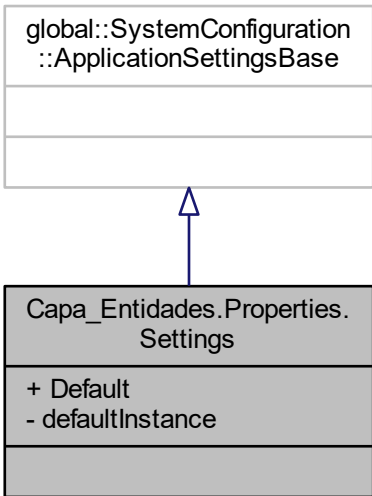 global::SystemConfiguration
::ApplicationSettingsBase
Capa_Entidades.Properties.
Settings
+ Default
- defaultInstance